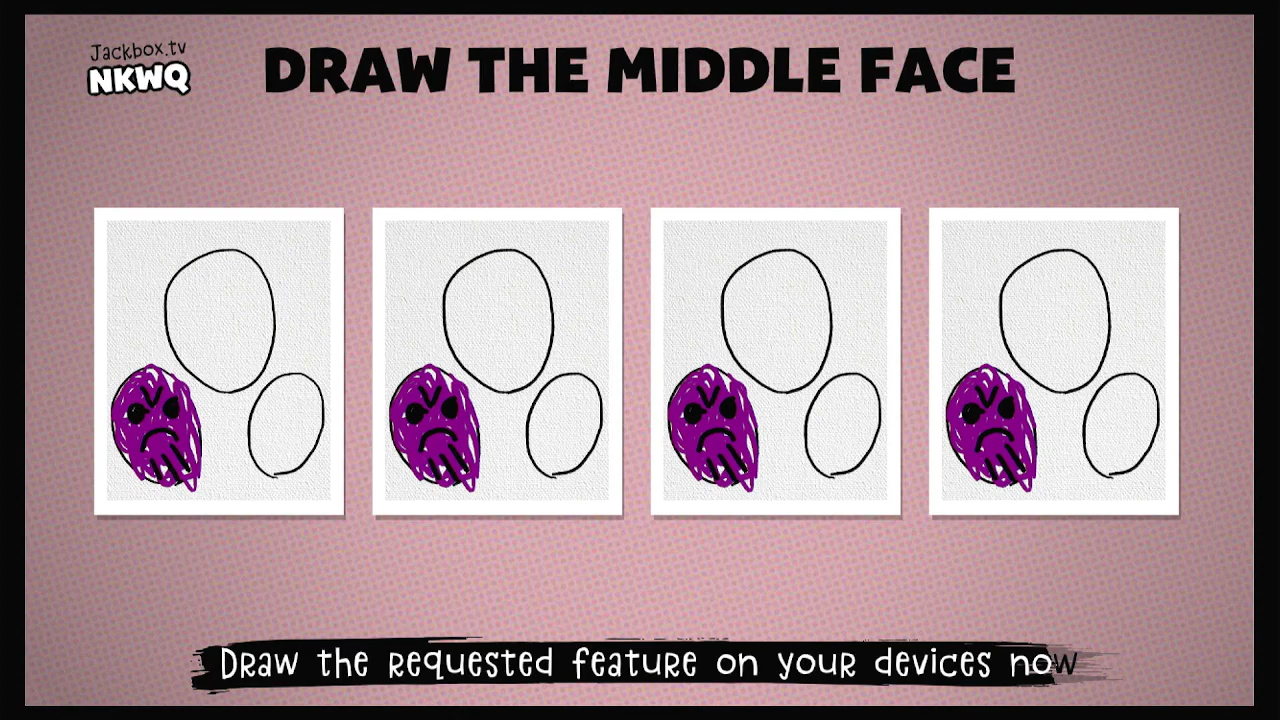 Jackbox.tv
NKWQ
DRAW THE MIDDLE FACE
Draw the requested feature on your devices now